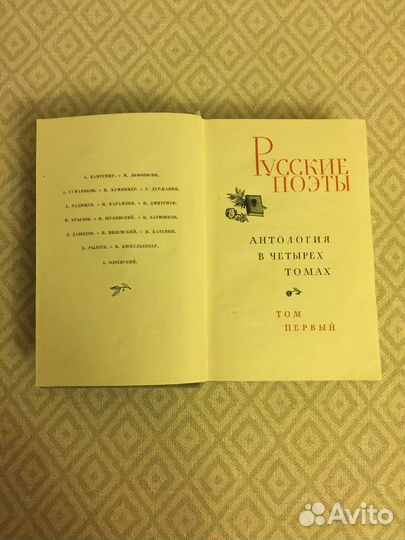 А. КАНТЕМИР. ❧ М. ЛОМОНОСОВ.
А. СУМАРОКОВ. ❧ И. ХЕМНИЦЕР. ❧ Г. ДЕРЖАВИН.
А. РАДИЩЕВ. ❧ Н. КАРАМЗИН. ❧ И. ДМИТРИЕВ.
И. КРЫЛОВ. ❧ В. ЖУКОВСКИЙ. ❧ К. БАТЮШКОВ.
Д. ДАВЫДОВ. ❧ П. ВЯЗЕМСКИЙ. ❧ П. КАТЕНИН.
К. РЫЛЕЕВ. ❧ В. КЮХЕЛЬБЕКЕР.
А. ОДОЕВСКИЙ.
РУССКИЕ
ПОЭТЫ
АНТОЛОГИЯ
В ЧЕТЫРЕХ
ТОМАХ
ТОМ
ПЕРВЫЙ
Avito